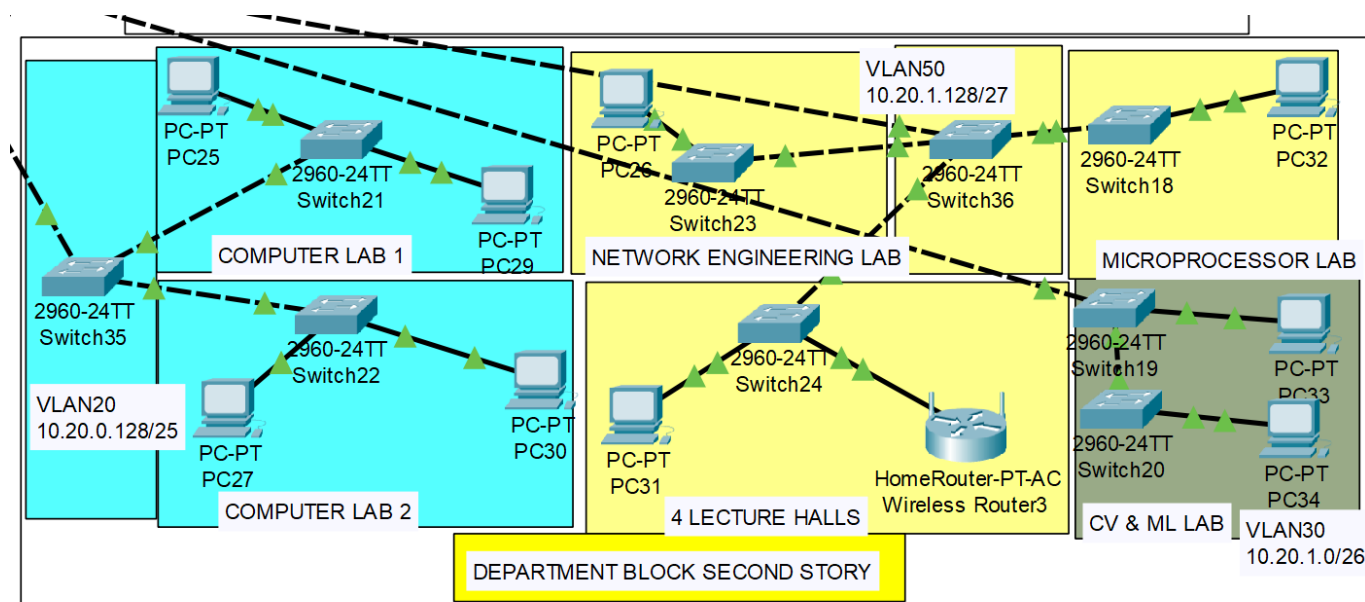 VLAN50
10.20.1.128/27
PC-PT
PC25
2960-24TT
Switch21
PC-PT
PC29
COMPUTER LAB 1
PC-PT
PC26
2960-24TT
Switch23
2960-24TT
Switch36
NETWORK ENGINEERING LAB
2960-24TT
Switch18
PC-PT
PC32
MICROPROCESSOR LAB
2960-24TT
Switch35
VLAN20
10.20.0.128/25
2960-24TT
Switch22
PC-PT
PC27
PC-PT
PC30
COMPUTER LAB 2
2960-24TT
Switch24
PC-PT
PC31
HomeRouter-PT-AC
Wireless Router3
4 LECTURE HALLS
2960-24TT
Switch19
PC-PT
PC33
2960-24TT
Switch20
PC-PT
PC34
CV & ML LAB
VLAN30
10.20.1.0/26
DEPARTMENT BLOCK SECOND STORY